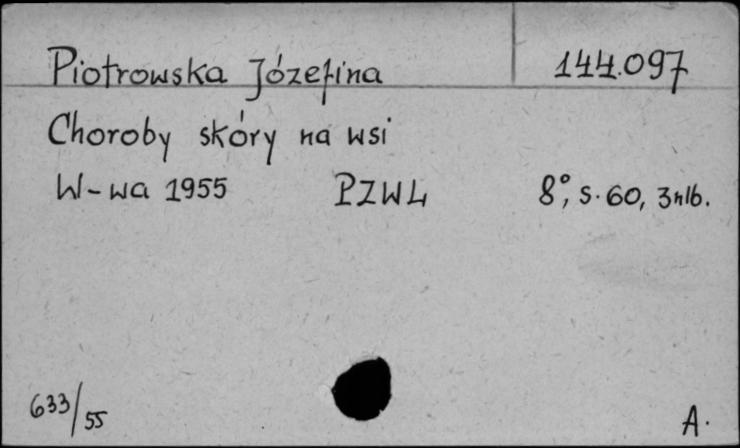 Piotrowska Józefina 144.097
Choroby skóry na wsi
W-wa 1955 PZWL 8°, s. 60, 3 nlb.
633/55 A.